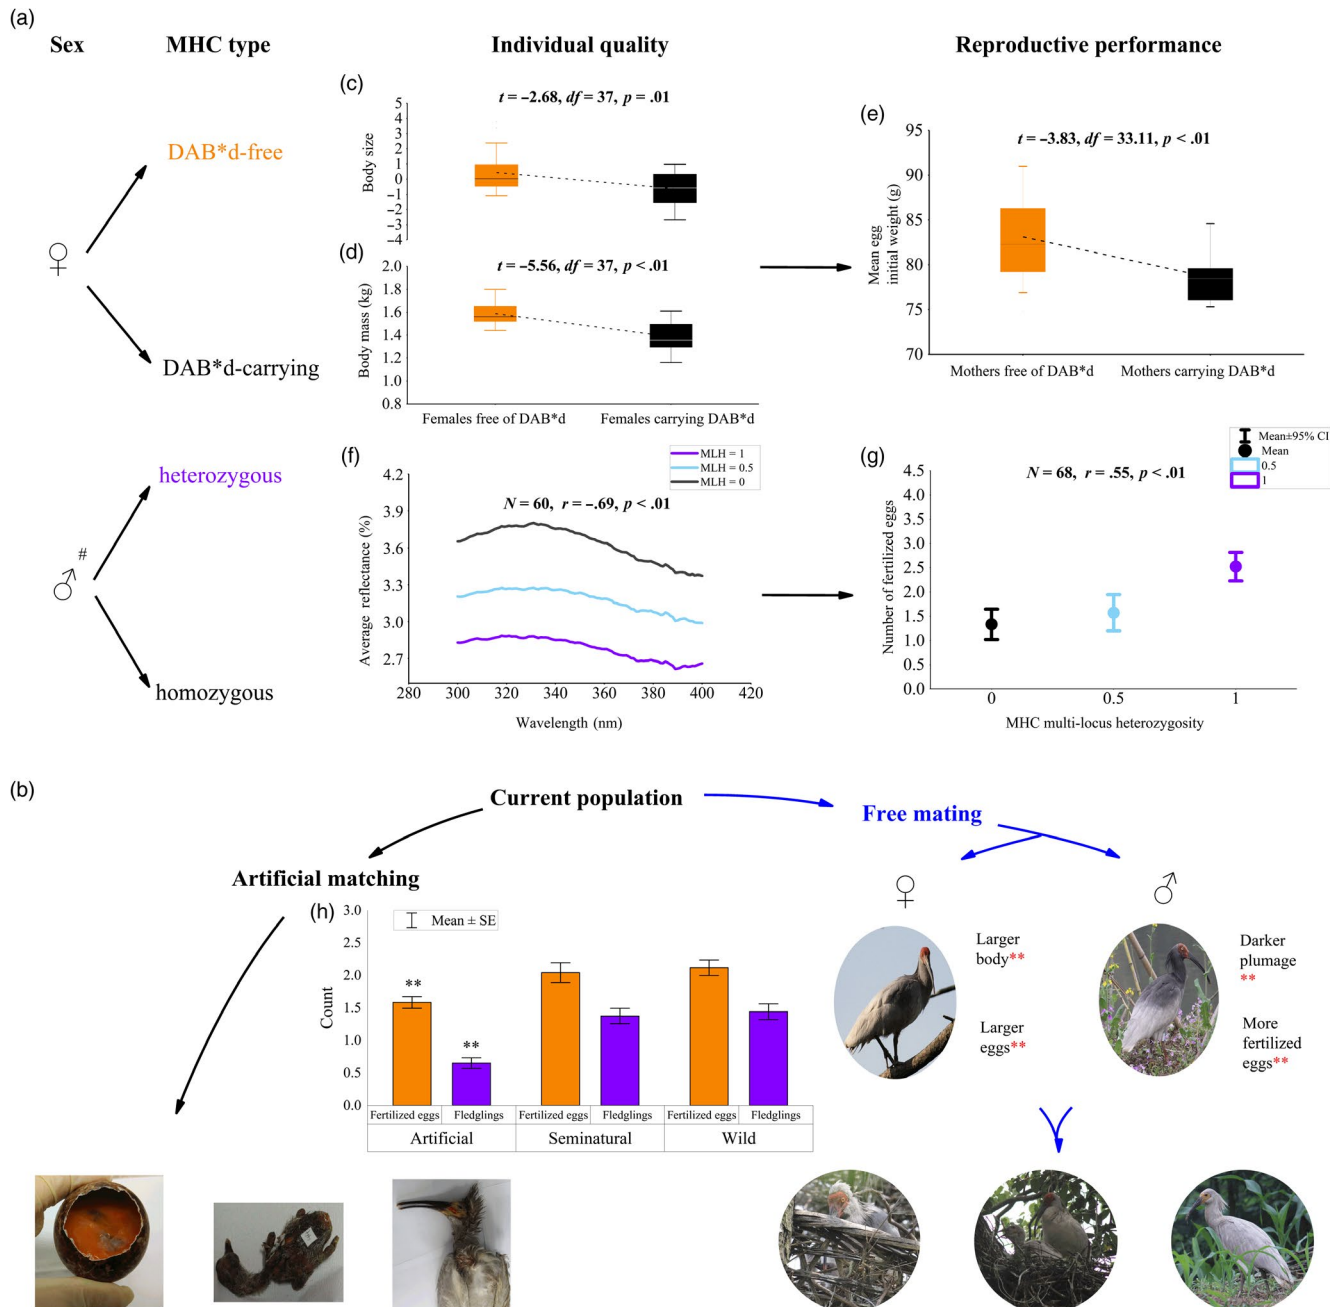 (a)
Sex
MHC type
Individual quality
Reproductive performance
DAB*d-free
DAB*d-carrying
♀
(c)
t = –2.68, df = 37, p = .01
Body size
5
4
3
2
1
0
–1
–2
–3
–4
(d)
t = –5.56, df = 37, p < .01
Body mass (kg)
2.0
1.8
1.6
1.4
1.2
1.0
0.8
Females free of DAB*d
Females carrying DAB*d
(e)
t = –3.83, df = 33.11, p < .01
Mean egg
initial weight (g)
95
90
85
80
75
70
Mothers free of DAB*d
Mothers carrying DAB*d
heterozygous
♂#
homozygous
(f)
MLH = 1
MLH = 0.5
MLH = 0
N = 60, r = –.69, p < .01
Average reflectance (%)
4.2
3.9
3.6
3.3
3.0
2.7
280
300
320
340
360
380
400
420
Wavelength (nm)
(g)
Mean±95% CI
Mean
0.5
1
N = 68, r = .55, p < .01
Number of fertilized eggs
4.5
4.0
3.5
3.0
2.5
2.0
1.5
1.0
0.5
0.0
0
0.5
1
MHC multi-locus heterozygosity
(b)
Current population
Free mating
Artificial matching
(h)
Mean ± SE
Count
3.0
2.5
2.0
1.5
1.0
0.5
0.0
**
**
Fertilized eggs
Fledglings
Fertilized eggs
Fledglings
Fertilized eggs
Fledglings
Artificial
Seminatural
Wild
♀
Larger
body**
Larger
eggs**
♂
Darker
plumage
**
More
fertilized
eggs**